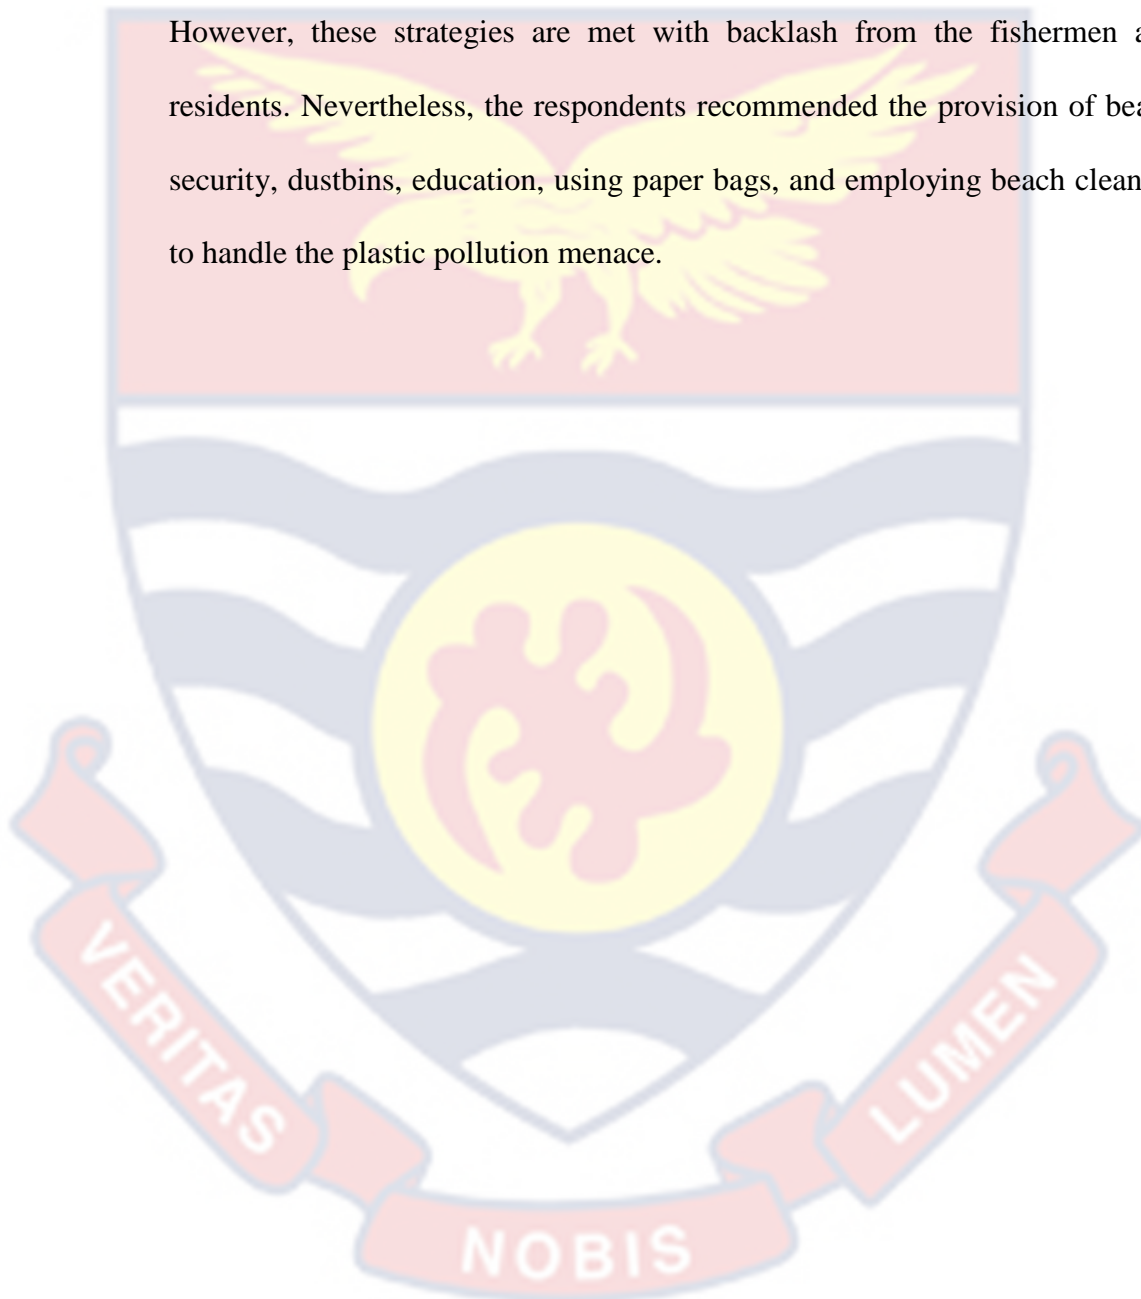 However, these strategies are met with backlash from the fishermen a
residents. Nevertheless, the respondents recommended the provision of bea
security, dustbins, education, using paper bags, and employing beach clean
to handle the plastic pollution menace.
VERITAS
NOBIS
LUMEN